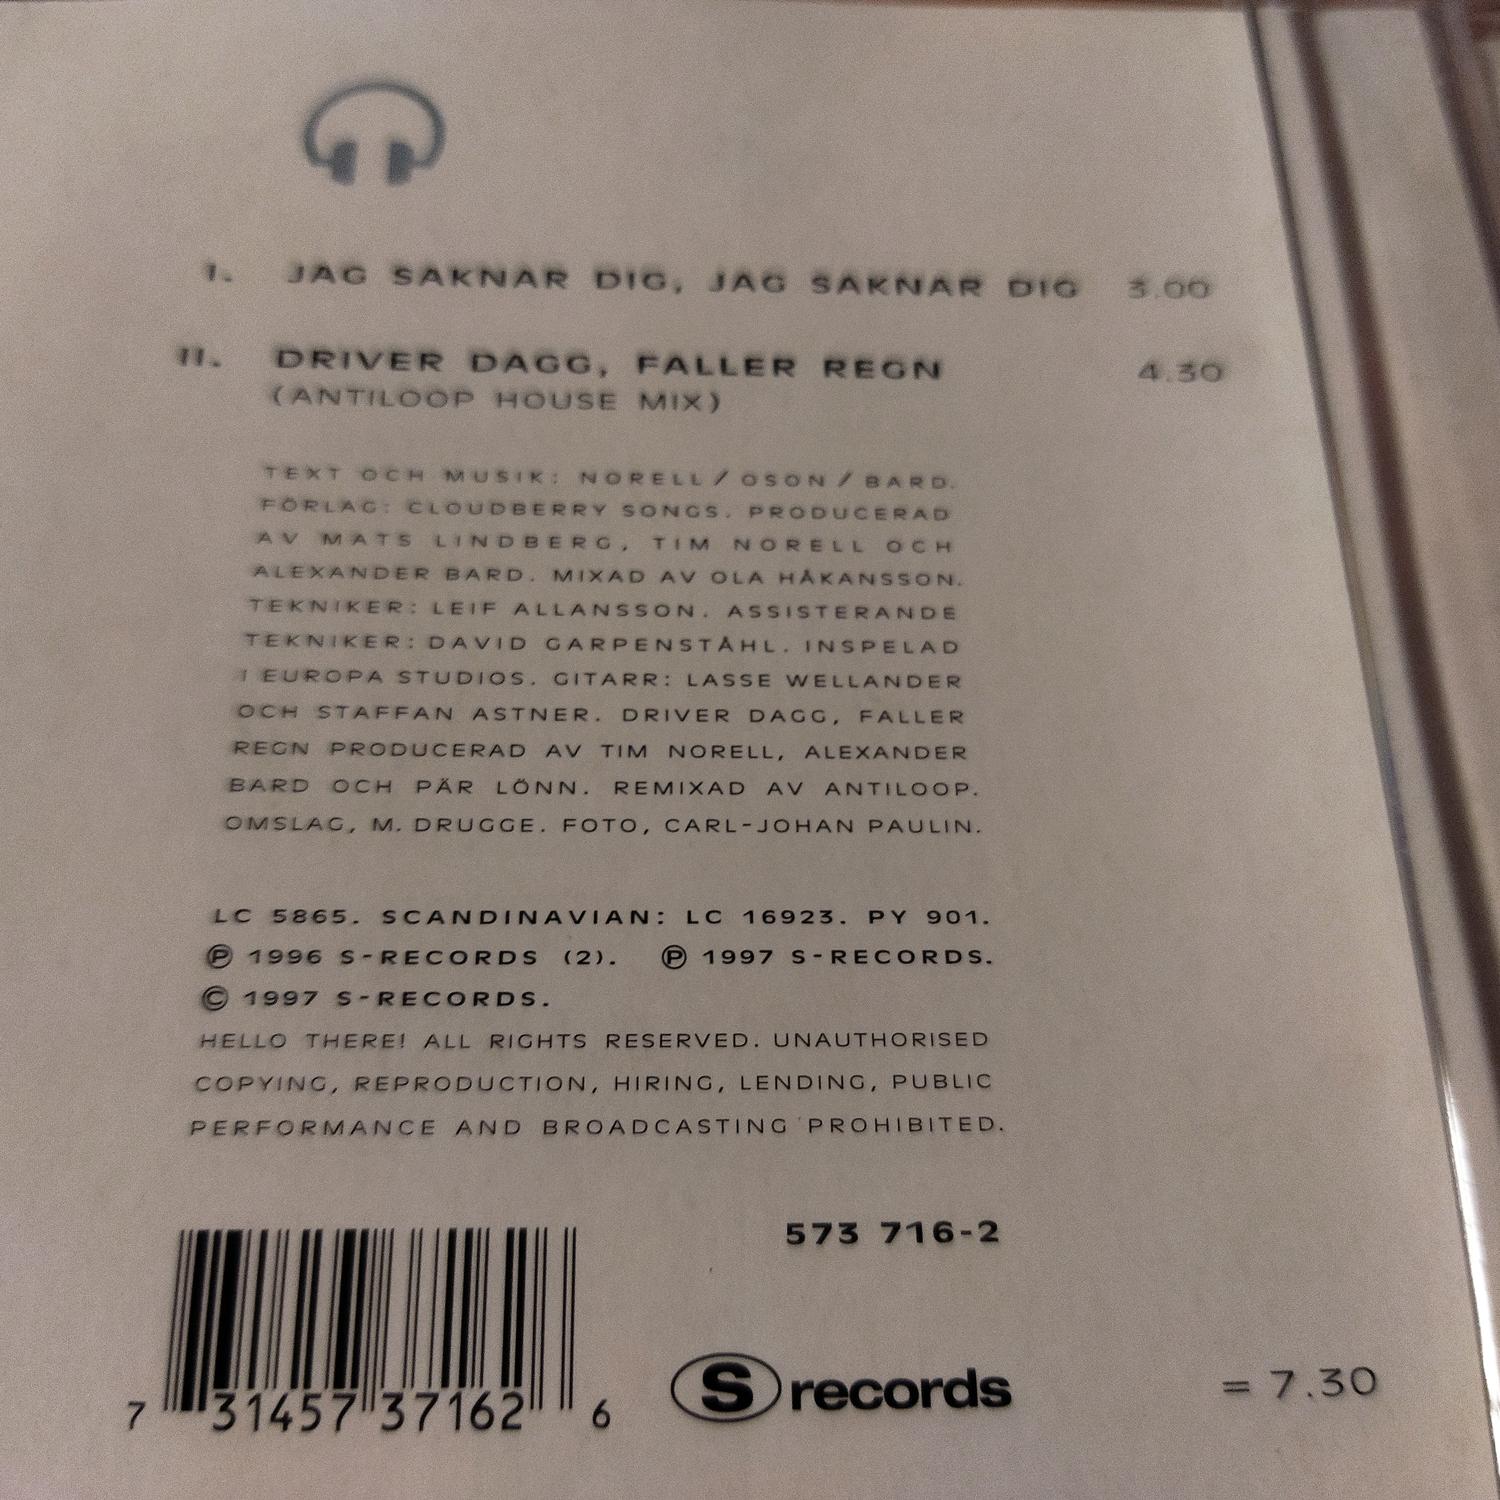 I. JAG SAKNAR DIG, JAG SAKNAR DIG 3.00
II. DRIVER DAGG, FALLER REGN 4.30
(ANTILOOP HOUSE MIX)
TEXT OCH MUSIK: NORELL/OSON/BARD.
FÖRLAG: CLOUDBERRY SONGS. PRODUCERAD
AV MATS LINDBERG, TIM NORELL OCH
ALEXANDER BARD. MIXAD AV OLA HÅKANSSON.
TEKNIKER: LEIF ALLANSSON. ASSISTERANDE
TEKNIKER: DAVID GARPENSTÅHL. INSPELAD
I EUROPA STUDIOS. GITARR: LASSE WELLANDER
OCH STAFFAN ASTNER. DRIVER DAGG, FALLER
REGN PRODUCERAD AV TIM NORELL, ALEXANDER
BARD OCH PÄR LÖNN. REMIXAD AV ANTILOOP.
OMSLAG, M. DRUGGE. FOTO, CARL-JOHAN PAULIN.
LC 5865. SCANDINAVIAN: LC 16923. PY 901.
Ⓟ 1996 S-RECORDS (2). Ⓟ 1997 S-RECORDS.
© 1997 S-RECORDS.
HELLO THERE! ALL RIGHTS RESERVED. UNAUTHORISED
COPYING, REPRODUCTION, HIRING, LENDING, PUBLIC
PERFORMANCE AND BROADCASTING PROHIBITED.
573 716-2
S records
= 7.30
7 31457 37162 6